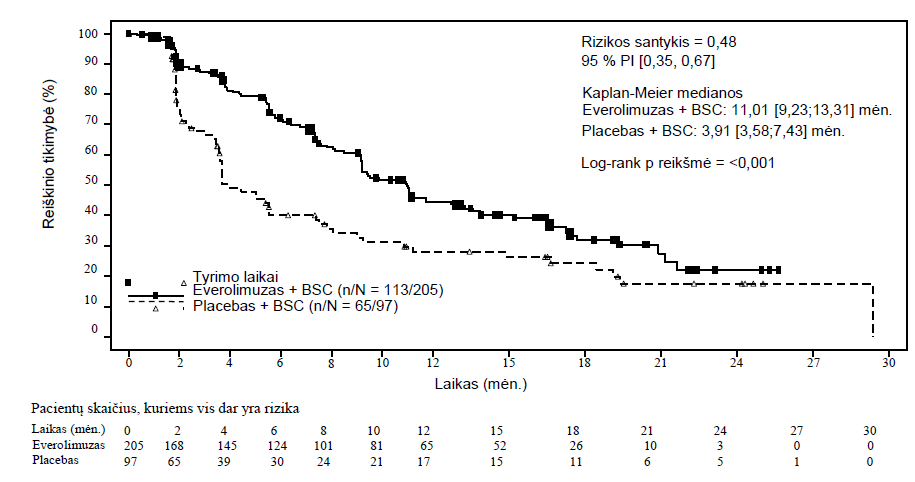 Reiškinio tikimybė (%)
100
90
80
70
60
50
40
30
20
10
0
Rizikos santykis = 0,48
95 % PI [0,35, 0,67]
Kaplan-Meier medianos
Everolimuzas + BSC: 11,01 [9,23;13,31] mėn.
Placebas + BSC: 3,91 [3,58;7,43] mėn.
Log-rank p reikšmė = <0,001
Tyrimo laikai
Everolimuzas + BSC (n/N = 113/205)
Placebas + BSC (n/N = 65/97)
0 2 4 6 8 10 12 15 18 21 24 27 30
Laikas (mėn.)
Pacientų skaičius, kuriems vis dar yra rizika
Laikas (mėn.) 0 2 4 6 8 10 12 15 18 21 24 27 30
Everolimuzas 205 168 145 124 101 81 65 52 26 10 3 0 0
Placebas 97 65 39 30 24 21 17 15 11 6 5 1 0